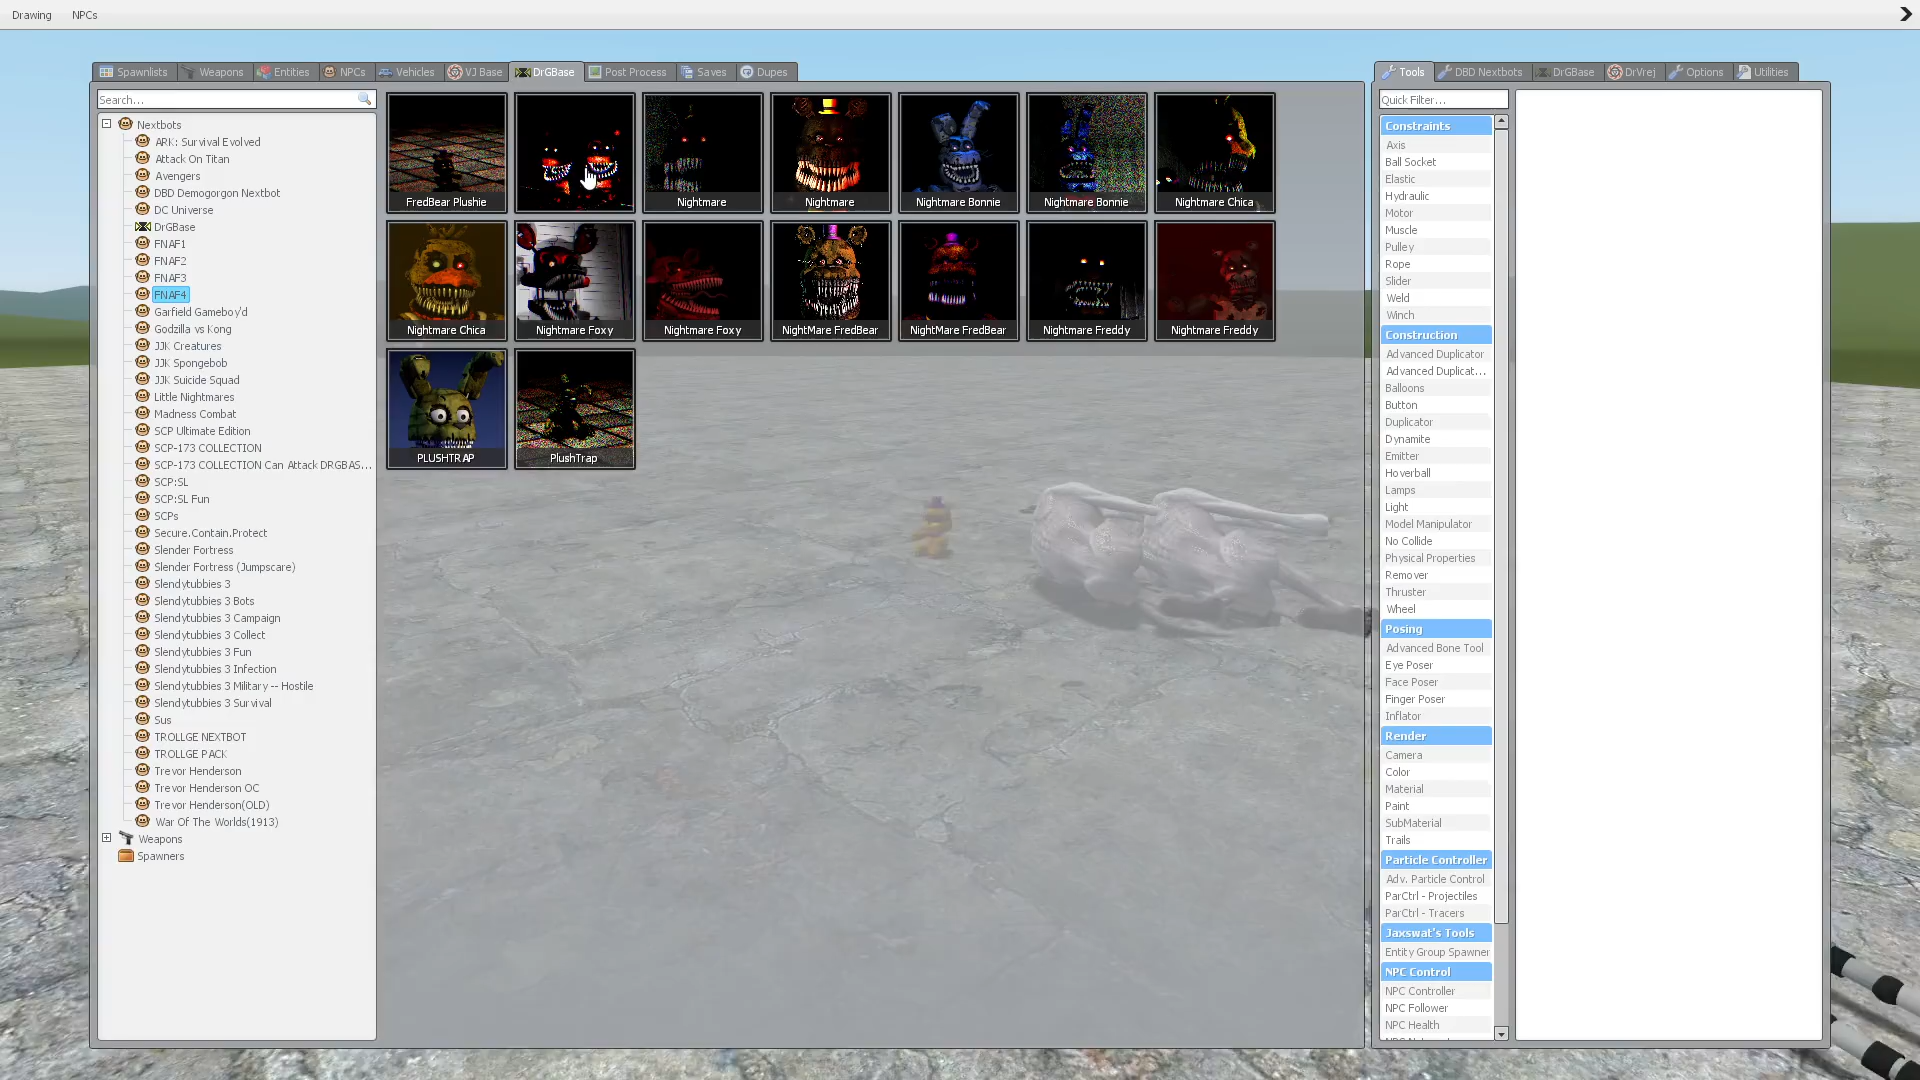 Drawing NPCs
Spawnlists Weapons Entities NPCs Vehicles VJ Base DrGBase Post Process Saves Dupes
Search...
Nextbots
ARK: Survival Evolved
Attack On Titan
Avengers
DBD Demogorgon Nextbot
DC Universe
DrGBase
FNAF1
FNAF2
FNAF3
FNAF4
Garfield Gameboy'd
Godzilla vs Kong
JJK Creatures
JJK Spongebob
JJK Suicide Squad
Little Nightmares
Madness Combat
SCP Ultimate Edition
SCP-173 COLLECTION
SCP-173 COLLECTION Can Attack DRGBAS...
SCP:SL
SCP:SL Fun
SCPs
Secure.Contain.Protect
Slender Fortress
Slender Fortress (Jumpscare)
Slendytubbies 3
Slendytubbies 3 Bots
Slendytubbies 3 Campaign
Slendytubbies 3 Collect
Slendytubbies 3 Fun
Slendytubbies 3 Infection
Slendytubbies 3 Military -- Hostile
Slendytubbies 3 Survival
Sus
TROLLGE NEXTBOT
TROLLGE PACK
Trevor Henderson
Trevor Henderson OC
Trevor Henderson(OLD)
War Of The Worlds(1913)
Weapons
Spawners
FredBear Plushie Nightmare Nightmare Nightmare Bonnie Nightmare Bonnie Nightmare Chica
Nightmare Chica Nightmare Foxy Nightmare Foxy NightMare FredBear NightMare FredBear Nightmare Freddy Nightmare Freddy
PLUSHTRAP PlushTrap
Tools DBD Nextbots DrGBase DrVrej Options Utilities
Quick Filter...
Constraints
Axis
Ball Socket
Elastic
Hydraulic
Motor
Muscle
Pulley
Rope
Slider
Weld
Winch
Construction
Advanced Duplicator
Advanced Duplicat...
Balloons
Button
Duplicator
Dynamite
Emitter
Hoverball
Lamps
Light
Model Manipulator
No Collide
Physical Properties
Remover
Thruster
Wheel
Posing
Advanced Bone Tool
Eye Poser
Face Poser
Finger Poser
Inflator
Render
Camera
Color
Material
Paint
SubMaterial
Trails
Particle Controller
Adv. Particle Control
ParCtrl - Projectiles
ParCtrl - Tracers
Jaxswat's Tools
Entity Group Spawner
NPC Control
NPC Controller
NPC Follower
NPC Health